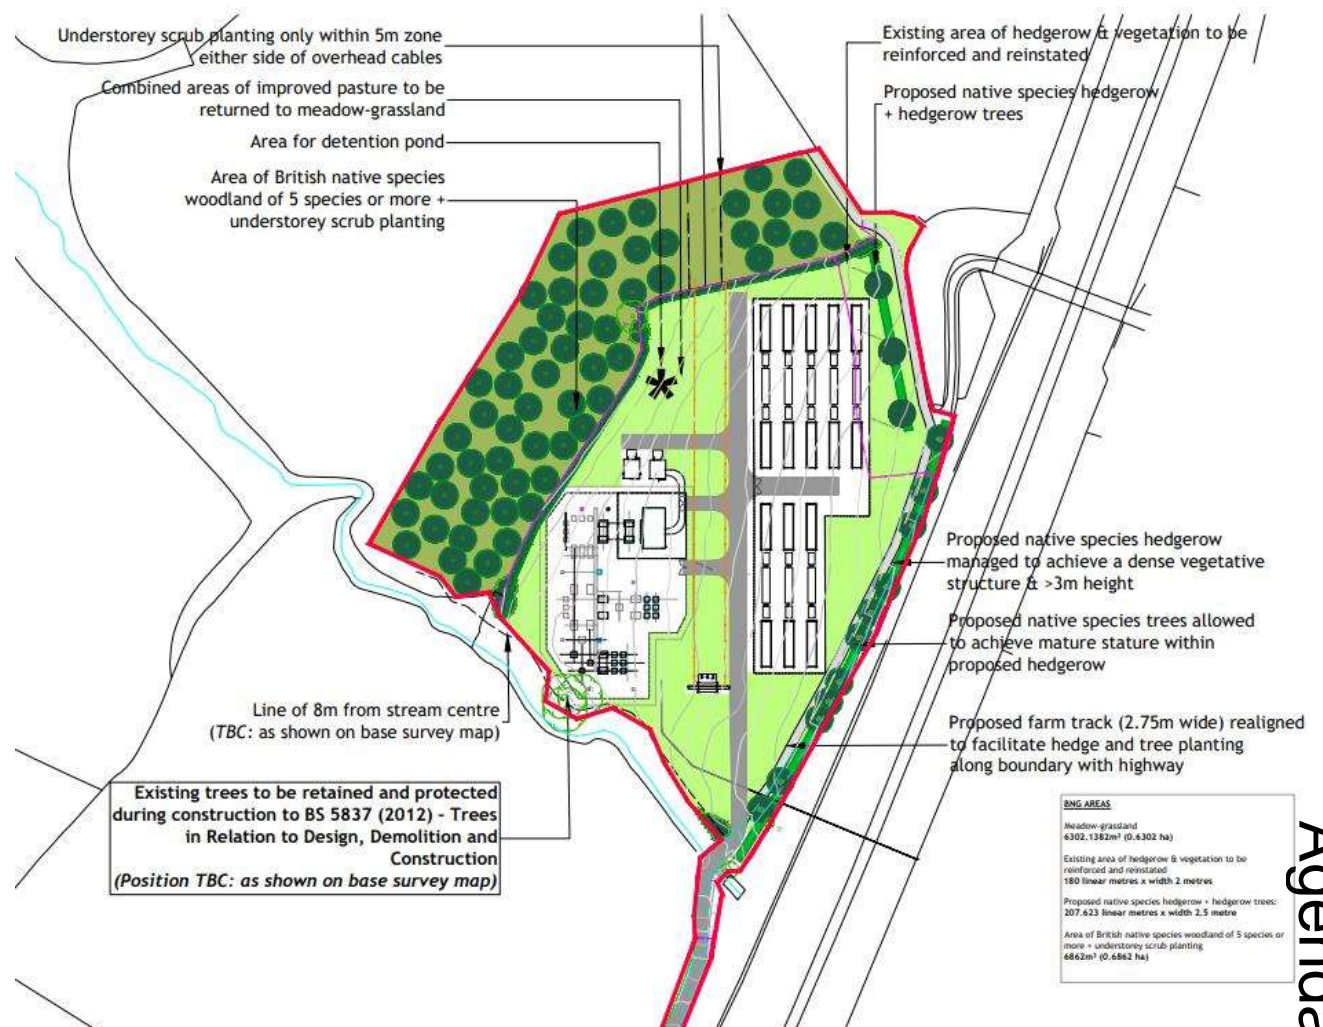 Understorey scrub planting only within 5m zone
either side of overhead cables
Combined areas of improved pasture to be
returned to meadow-grassland
Area for detention pond
Area of British native species
woodland of 5 species or more +
understorey scrub planting
Existing area of hedgerow & vegetation to be
reinforced and reinstated
Proposed native species hedgerow
+ hedgerow trees
Proposed native species hedgerow
managed to achieve a dense vegetative
structure & >3m height
Proposed native species trees allowed
to achieve mature stature within
proposed hedgerow
Proposed farm track (2.75m wide) realigned
to facilitate hedge and tree planting
along boundary with highway
Line of 8m from stream centre
(TBC: as shown on base survey map)
Existing trees to be retained and protected
during construction to BS 5837 (2012) - Trees
in Relation to Design, Demolition and
Construction
(Position TBC: as shown on base survey map)
BNG AREAS
Meadow-grassland
6302.1382m² (0.6302 ha)
Existing area of hedgerow & vegetation to be
reinforced and reinstated
180 linear metres x width 2 metres
Proposed native species hedgerow + hedgerow trees:
207.623 linear metres x width 2.5 metre
Area of British native species woodland of 5 species or
more + understorey scrub planting
6862m² (0.6862 ha)
Agenda